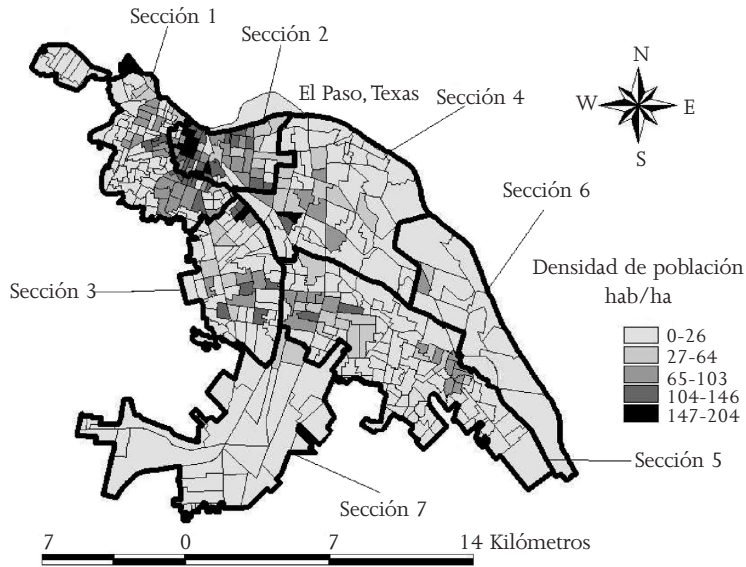 Sección 1
Sección 2
El Paso, Texas
Sección 4
N
W
E
S
Sección 6
Densidad de población
hab/ha
0-26
27-64
65-103
104-146
147-204
Sección 3
Sección 5
Sección 7
7 0 7 14 Kilómetros